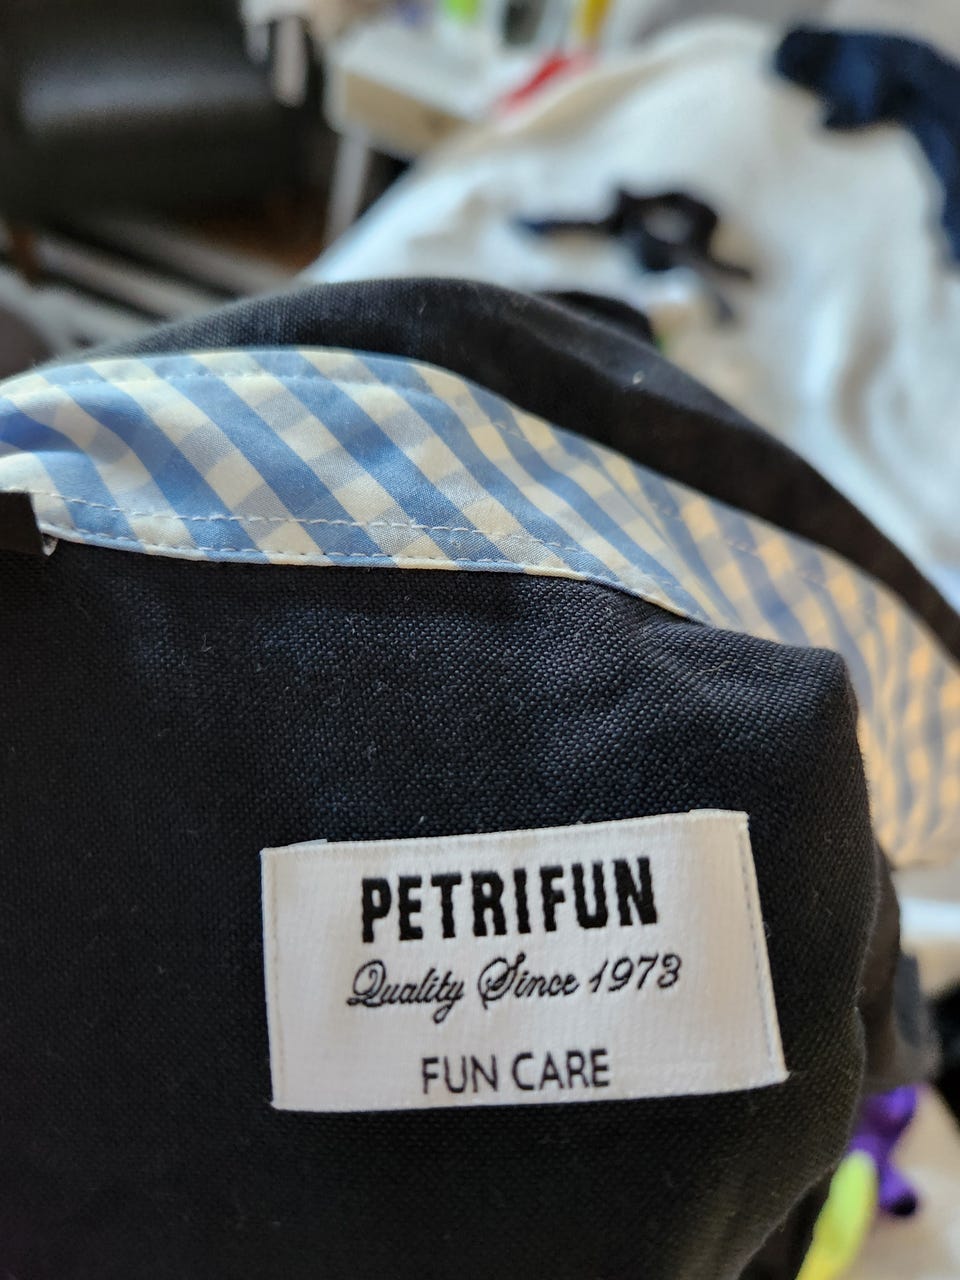 PETRIFUN
Quality Since 1973
FUN CARE